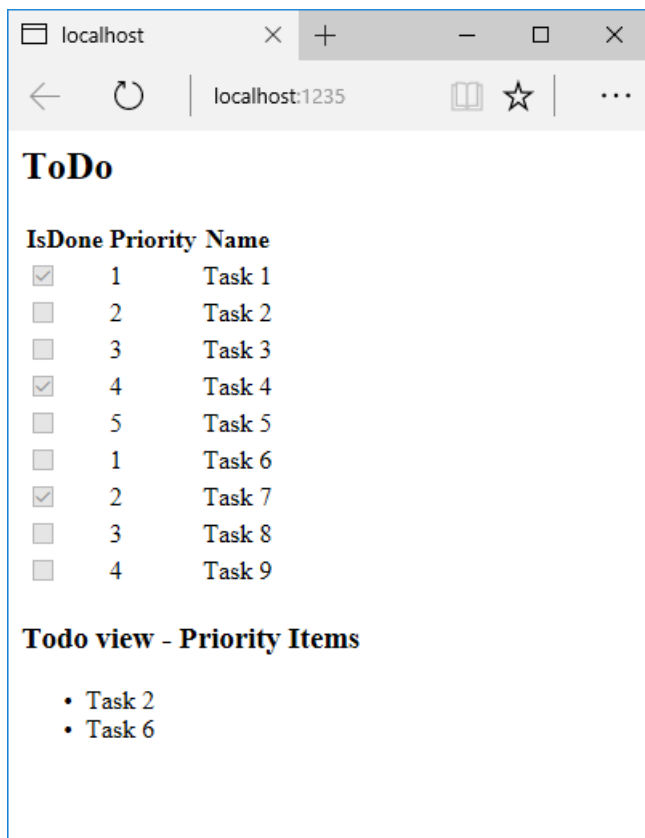 localhost
localhost:1235
ToDo
IsDone Priority Name
1 Task 1
2 Task 2
3 Task 3
4 Task 4
5 Task 5
1 Task 6
2 Task 7
3 Task 8
4 Task 9
Todo view - Priority Items
• Task 2
• Task 6